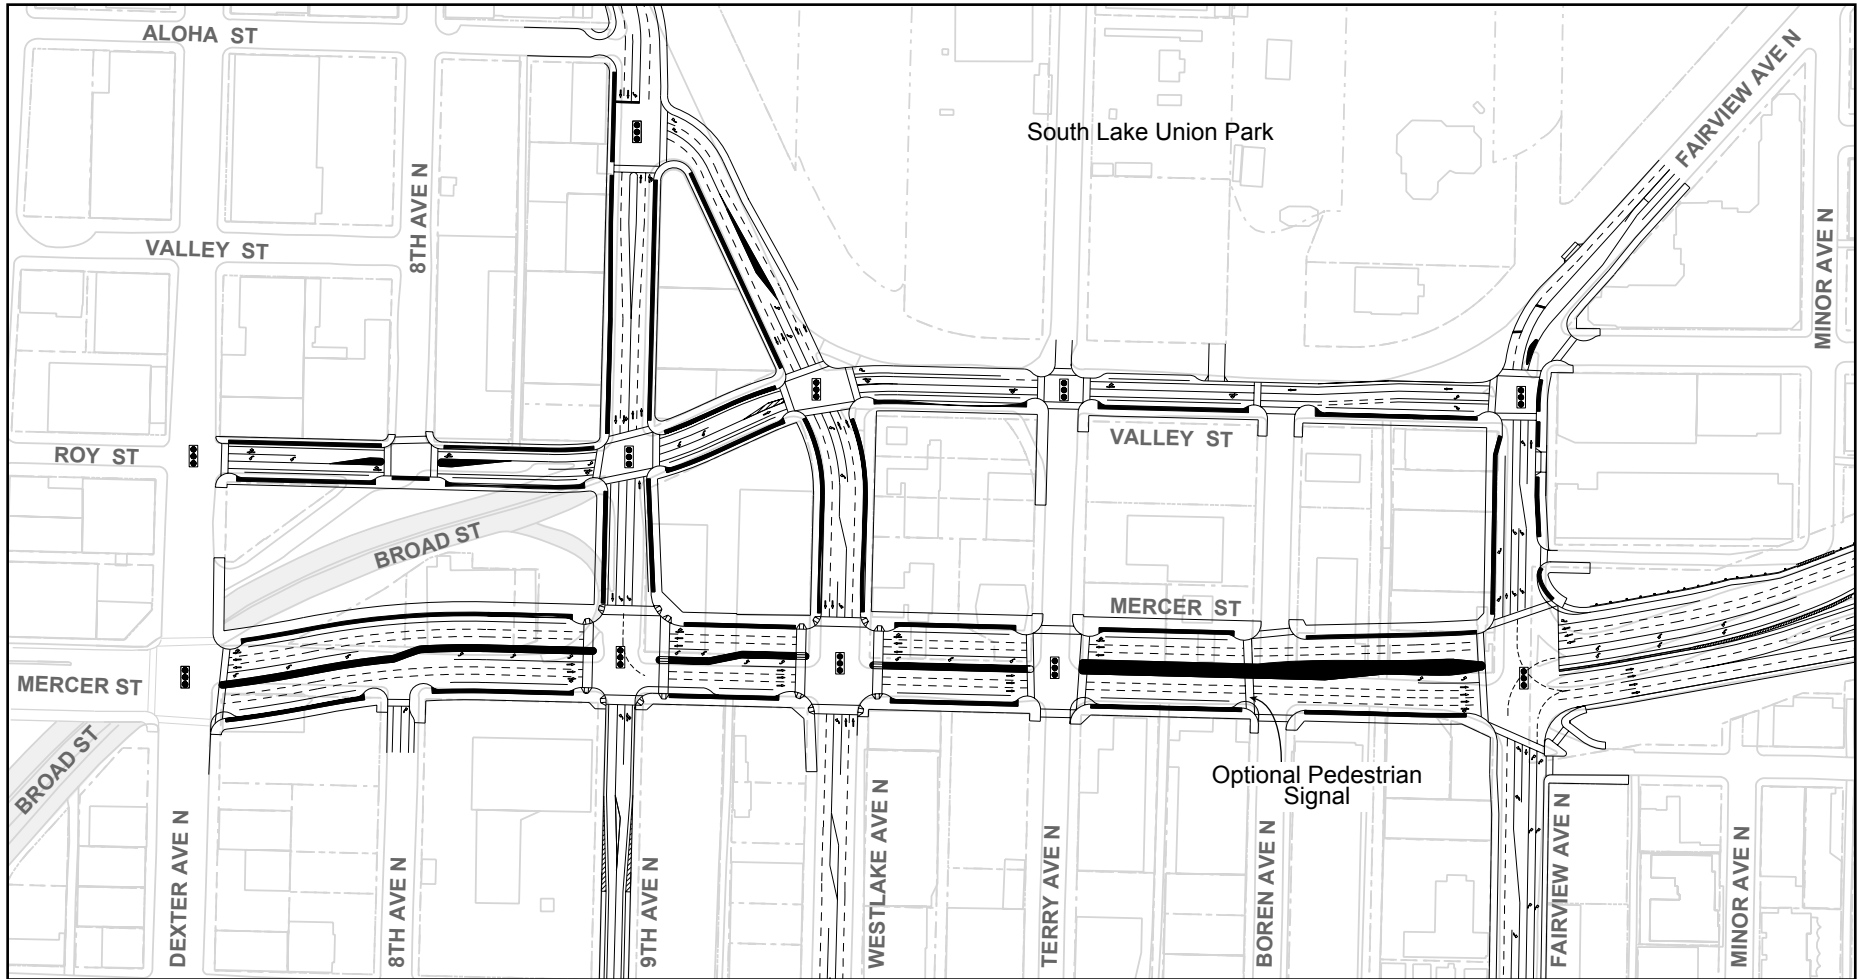 ALOHA ST
FAIRVIEW AVE N
South Lake Union Park
8TH AVE N
VALLEY ST
MINOR AVE N
ROY ST
VALLEY ST
BROAD ST
MERCER ST
MERCER ST
BROAD ST
Optional Pedestrian
Signal
DEXTER AVE N
8TH AVE N
9TH AVE N
WESTLAKE AVE N
TERRY AVE N
BOREN AVE N
FAIRVIEW AVE N
MINOR AVE N